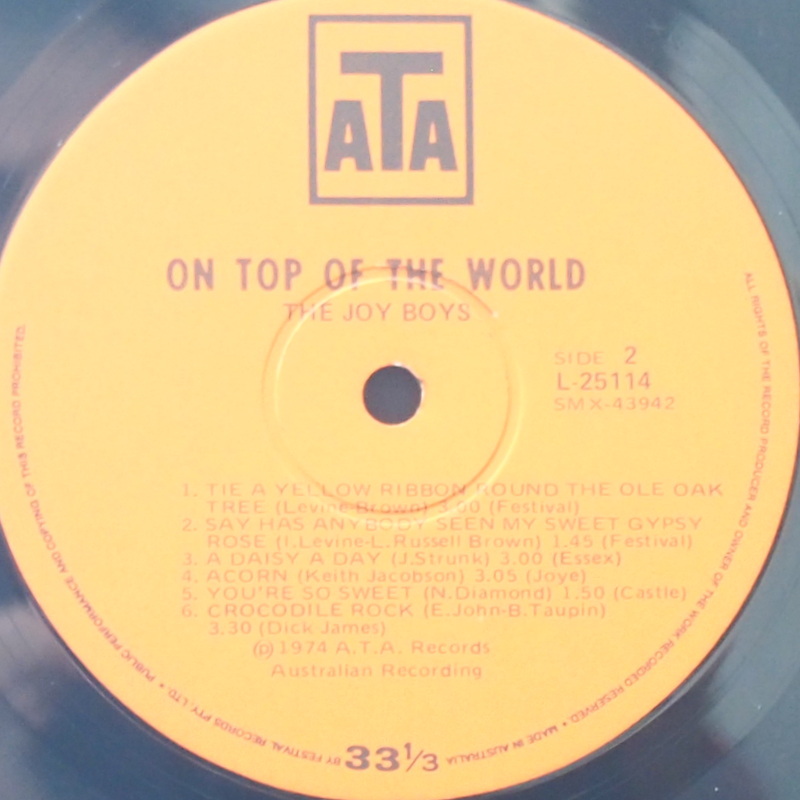 ATA
ON TOP OF THE WORLD
THE JOY BOYS
SIDE 2
L-25114
SMX-43942
1. TIE A YELLOW RIBBON ROUND THE OLE OAK
TREE (Levine-Brown) 3.00 (Festival)
2. SAY HAS ANYBODY SEEN MY SWEET GYPSY
ROSE (I.Levine-L.Russell Brown) 1.45 (Festival)
3. A DAISY A DAY (J.Strunk) 3.00 (Essex)
4. ACORN (Keith Jacobson) 3.05 (Joye)
5. YOU'RE SO SWEET (N.Diamond) 1.50 (Castle)
6. CROCODILE ROCK (E.John-B.Taupin)
3.30 (Dick James)
℗ 1974 A.T.A. Records
Australian Recording
33 1/3
ALL RIGHTS OF THE RECORD PRODUCER AND OWNER OF THE WORK RECORDED RESERVED. • MADE IN AUSTRALIA BY FESTIVAL RECORDS PTY. LTD. • PUBLIC PERFORMANCE AND COPYING OF THIS RECORD PROHIBITED.